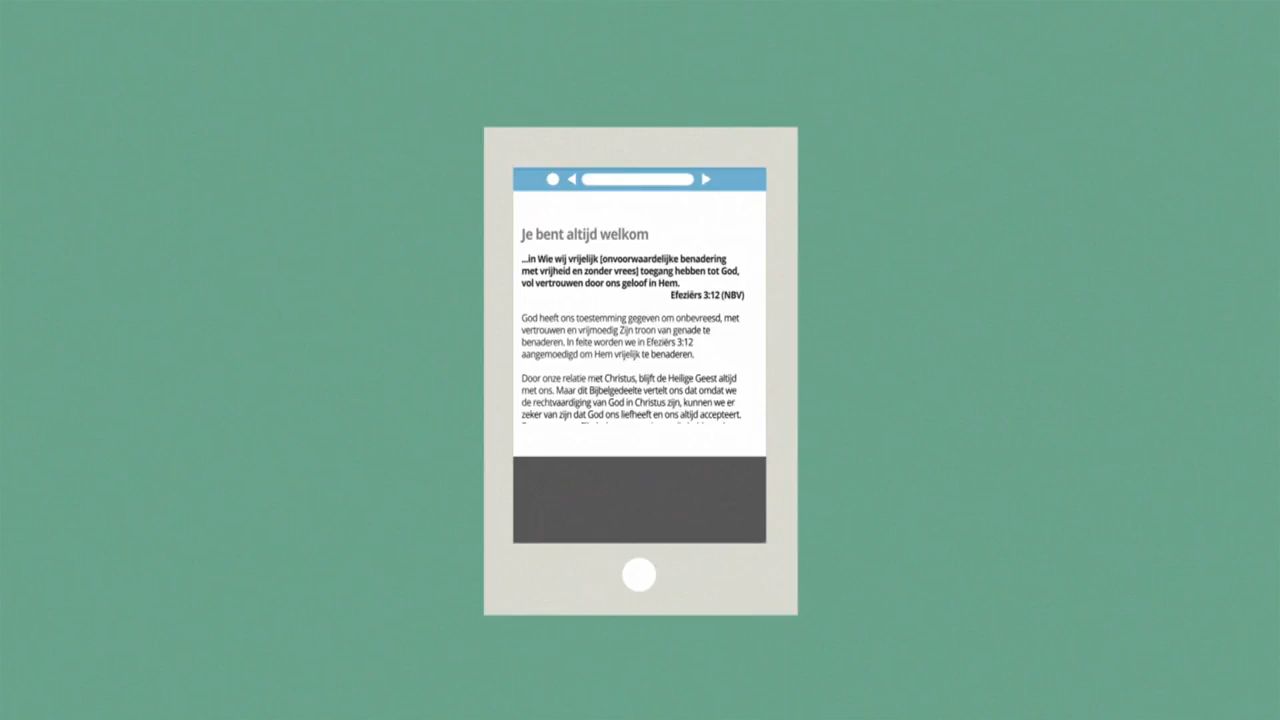 Je bent altijd welkom
...in Wie wij vrijelijk [onvoorwaardelijke benadering
met vrijheid en zonder vrees] toegang hebben tot God,
vol vertrouwen door ons geloof in Hem.
Efeziërs 3:12 (NBV)
God heeft ons toestemming gegeven om onbevreesd, met
vertrouwen en vrijmoedig Zijn troon van genade te
benaderen. In feite worden we in Efeziërs 3:12
aangemoedigd om Hem vrijelijk te benaderen.
Door onze relatie met Christus, blijft de Heilige Geest altijd
met ons. Maar dit Bijbelgedeelte vertelt ons dat omdat we
de rechtvaardiging van God in Christus zijn, kunnen we er
zeker van zijn dat God ons liefheeft en ons altijd accepteert.